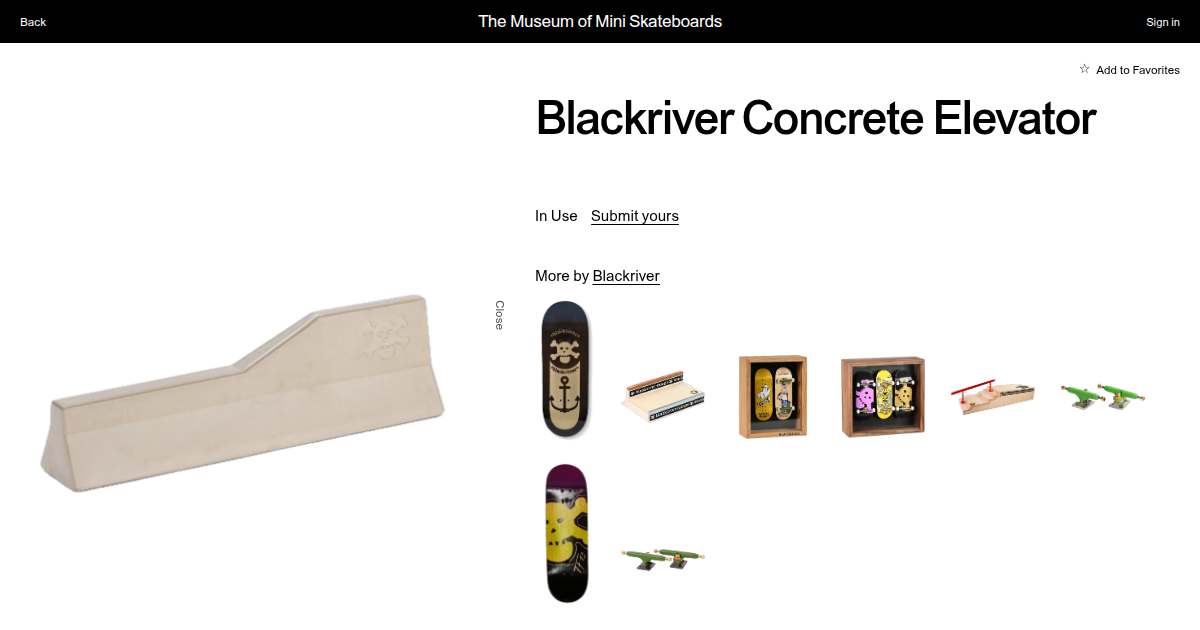 Back
The Museum of Mini Skateboards
Sign in
☆ Add to Favorites
Blackriver Concrete Elevator
In Use Submit yours
More by Blackriver
Close